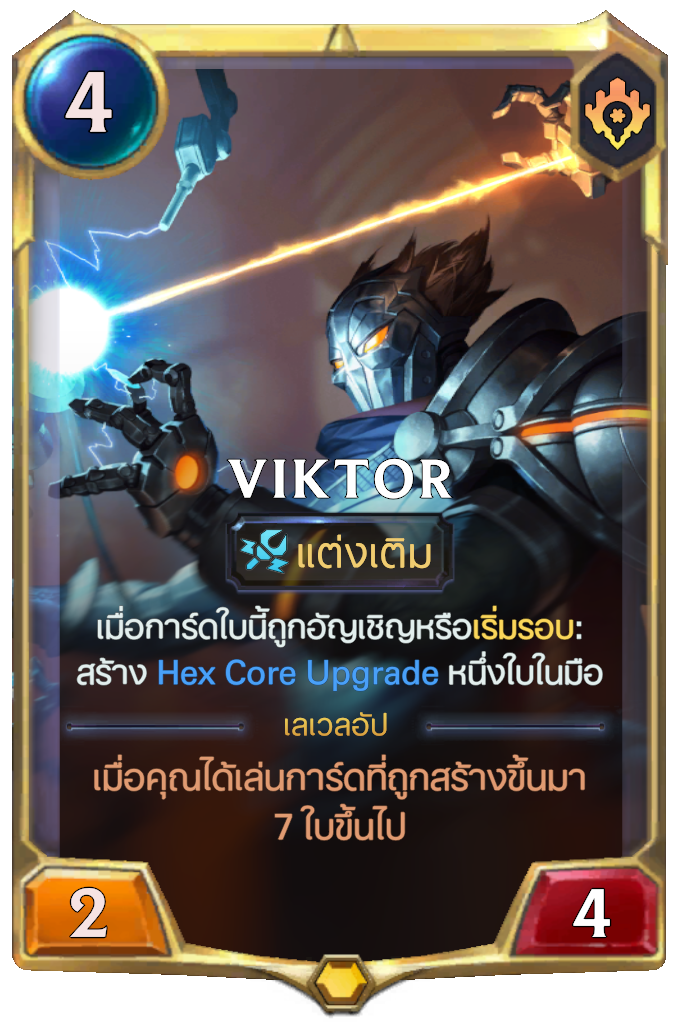 4
VIKTOR
แต่งเติม
เมื่อการ์ดใบนี้ถูกอัญเชิญหรือเริ่มรอบ:
สร้าง Hex Core Upgrade หนึ่งใบในมือ
เลเวลอัป
เมื่อคุณได้เล่นการ์ดที่ถูกสร้างขึ้นมา
7 ใบขึ้นไป
2
4